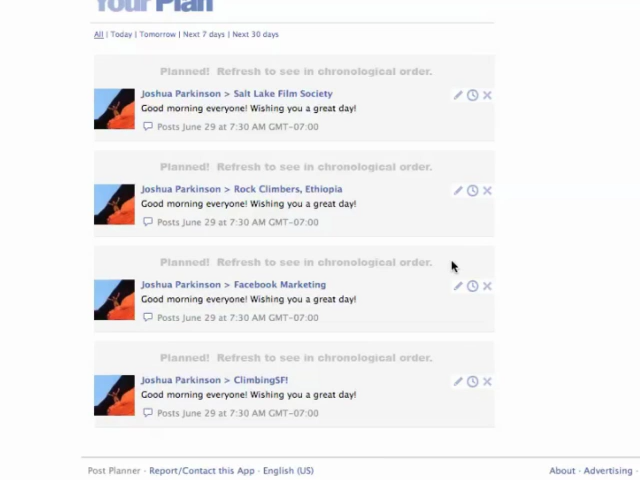 YourPlan
All | Today | Tomorrow | Next 7 days | Next 30 days
Planned! Refresh to see in chronological order.
Joshua Parkinson > Salt Lake Film Society
Good morning everyone! Wishing you a great day!
Posts June 29 at 7:30 AM GMT-07:00
Planned! Refresh to see in chronological order.
Joshua Parkinson > Rock Climbers, Ethiopia
Good morning everyone! Wishing you a great day!
Posts June 29 at 7:30 AM GMT-07:00
Planned! Refresh to see in chronological order.
Joshua Parkinson > Facebook Marketing
Good morning everyone! Wishing you a great day!
Posts June 29 at 7:30 AM GMT-07:00
Planned! Refresh to see in chronological order.
Joshua Parkinson > ClimbingSF!
Good morning everyone! Wishing you a great day!
Posts June 29 at 7:30 AM GMT-07:00
Post Planner · Report/Contact this App · English (US) About · Advertising ·